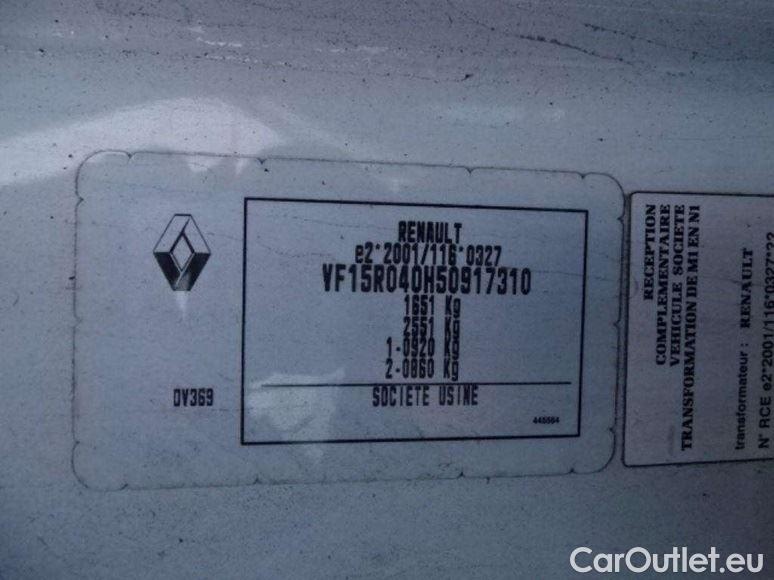 RENAULT
e2*2001/116*0327
VF15R040H50917310
1651 Kg
2551 Kg
1-0920 Kg
2-0860 Kg
SOCIETE USINE
DV369
445564
RECEPTION
COMPLEMENTAIRE
VEHICULE SOCIETE
TRANSFORMATION DE M1 EN N1
transformateur : RENAULT
N° RCE e2*2001/116*0327*22
CarOutlet.eu